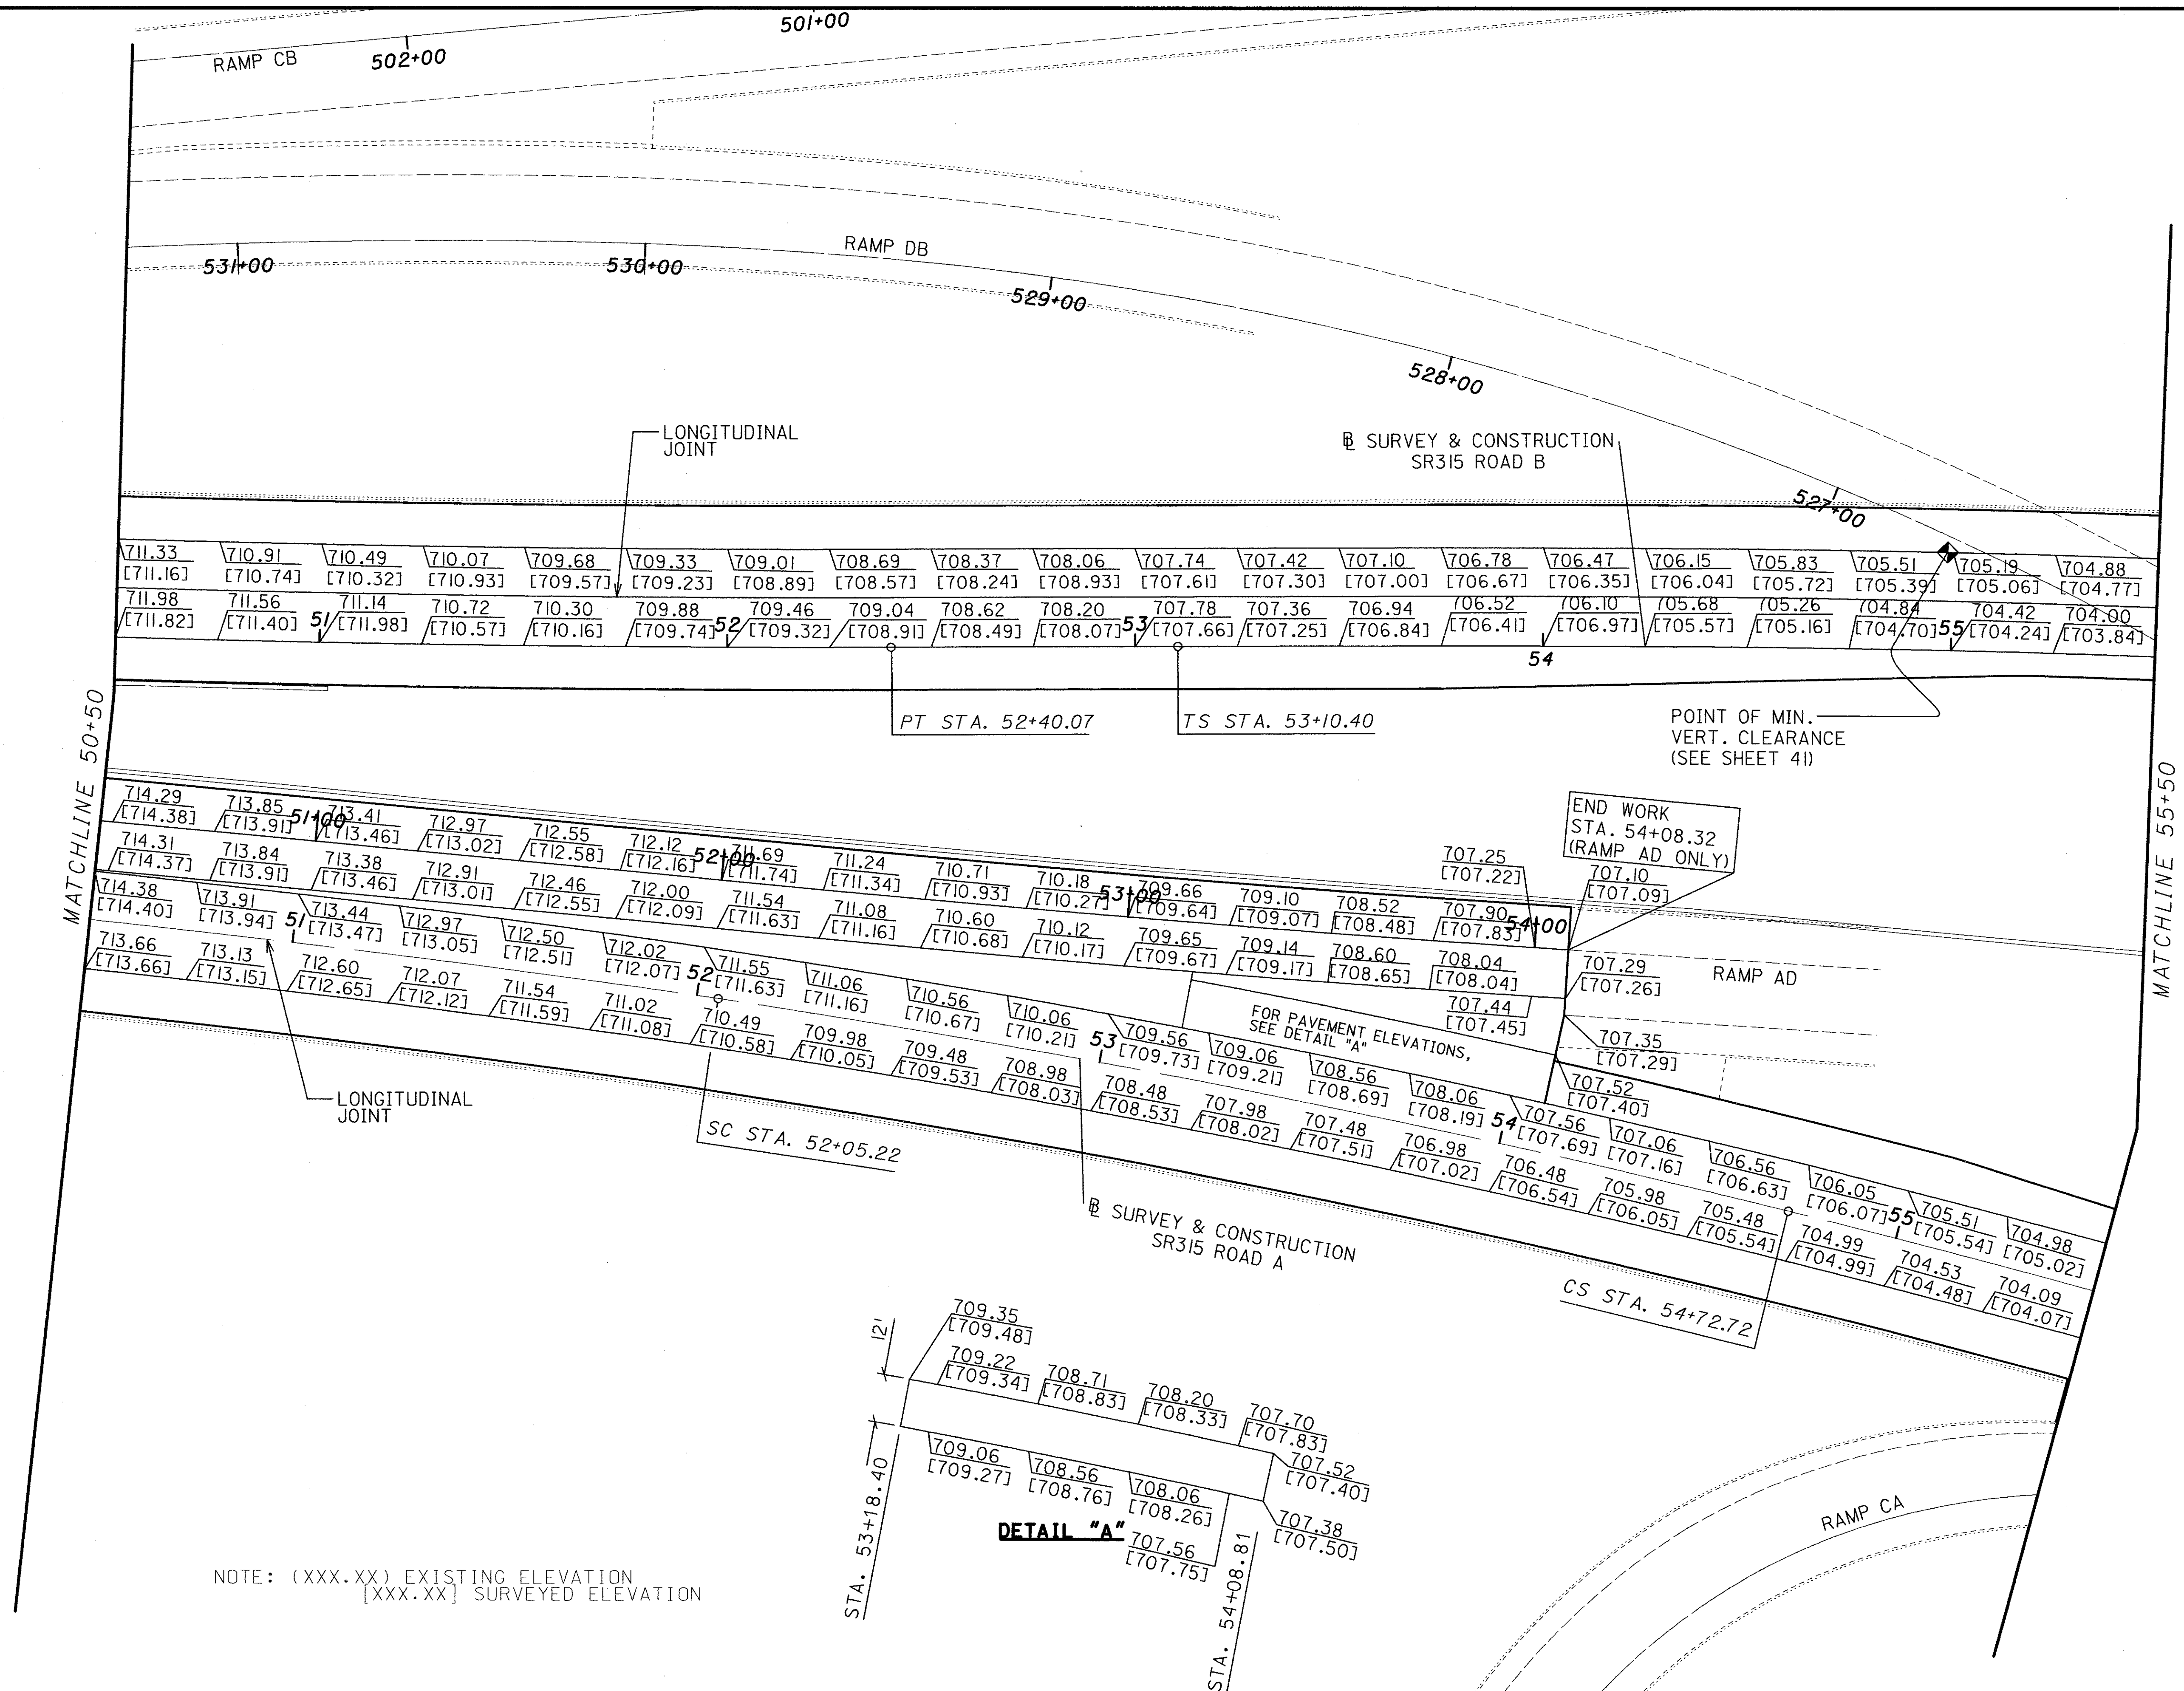 501+00
RAMP CB
502+00
RAMP DB
531+00
530+00
529+00
528+00
527+00
LONGITUDINAL
JOINT
℄ SURVEY & CONSTRUCTION
SR315 ROAD B
711.33 710.91 710.49 710.07 709.68 709.33 709.01 708.69 708.37 708.06 707.74 707.42 707.10 706.78 706.47 706.15 705.83 705.51 705.19 704.88
[711.16] [710.74] [710.32] [710.93] [709.57] [709.23] [708.89] [708.57] [708.24] [708.93] [707.61] [707.30] [707.00] [706.67] [706.35] [706.04] [705.72] [705.39] [705.06] [704.77]
711.98 711.56 711.14 710.72 710.30 709.88 709.46 709.04 708.62 708.20 707.78 707.36 706.94 706.52 706.10 705.68 705.26 704.84 704.42 704.00
[711.82] [711.40] 51 [711.98] [710.57] [710.16] [709.74] 52 [709.32] [708.91] [708.49] [708.07] 53 [707.66] [707.25] [706.84] [706.41] [706.97] [705.57] [705.16] [704.70] 55 [704.24] [703.84]
54
PT STA. 52+40.07
TS STA. 53+10.40
POINT OF MIN.
VERT. CLEARANCE
(SEE SHEET 41)
MATCHLINE 50+50
MATCHLINE 55+50
END WORK
STA. 54+08.32
(RAMP AD ONLY)
714.29 713.85 713.41 712.97 712.55 712.12 711.69 711.24 710.71 710.18 709.66 709.10 708.52 707.90 707.25 707.10
[714.38] [713.91] 51+00 [713.46] [713.02] [712.58] [712.16] 52+00 [711.74] [711.34] [710.93] [710.27] 53+00 [709.64] [709.07] [708.48] [707.83] 54+00 [707.22] [707.09]
714.31 713.84 713.38 712.91 712.46 712.00 711.54 711.08 710.60 710.12 709.65 709.14 708.60 708.04 707.44 707.29
[714.37] [713.91] [713.46] [713.01] [712.55] [712.09] [711.63] [711.16] [710.68] [710.17] [709.67] [709.17] [708.65] [708.04] [707.45] [707.26]
RAMP AD
707.35
[707.29]
707.52
[707.40]
FOR PAVEMENT ELEVATIONS,
SEE DETAIL "A"
714.38 713.91 713.44 712.97 712.50 712.02 711.55 711.06 710.56 710.06 709.56 709.06 708.56 708.06 707.56 707.06 706.56 706.05 705.51 704.98
[714.40] [713.94] 51 [713.47] [713.05] [712.51] [712.07] 52 [711.63] [711.16] [710.67] [710.21] 53 [709.73] [709.21] [708.69] [708.19] 54 [707.69] [707.16] [706.63] [706.07] 55 [705.54] [705.02]
713.66 713.13 712.60 712.07 711.54 711.02 710.49 709.98 709.48 708.98 708.48 707.98 707.48 706.98 706.48 705.98 705.48 704.99 704.53 704.09
[713.66] [713.15] [712.65] [712.12] [711.59] [711.08] [710.58] [710.05] [709.53] [708.03] [708.53] [708.02] [707.51] [707.02] [706.54] [706.05] [705.54] [704.99] [704.48] [704.07]
LONGITUDINAL
JOINT
SC STA. 52+05.22
℄ SURVEY & CONSTRUCTION
SR315 ROAD A
CS STA. 54+72.72
12'
709.35
[709.48]
709.22 708.71 708.20 707.70
[709.34] [708.83] [708.33] [707.83]
707.52
[707.40]
709.06 708.56 708.06
[709.27] [708.76] [708.26]
707.38
[707.50]
DETAIL "A"
707.56
[707.75]
STA. 53+18.40
STA. 54+08.81
RAMP CA
NOTE: (XXX.XX) EXISTING ELEVATION
[XXX.XX] SURVEYED ELEVATION